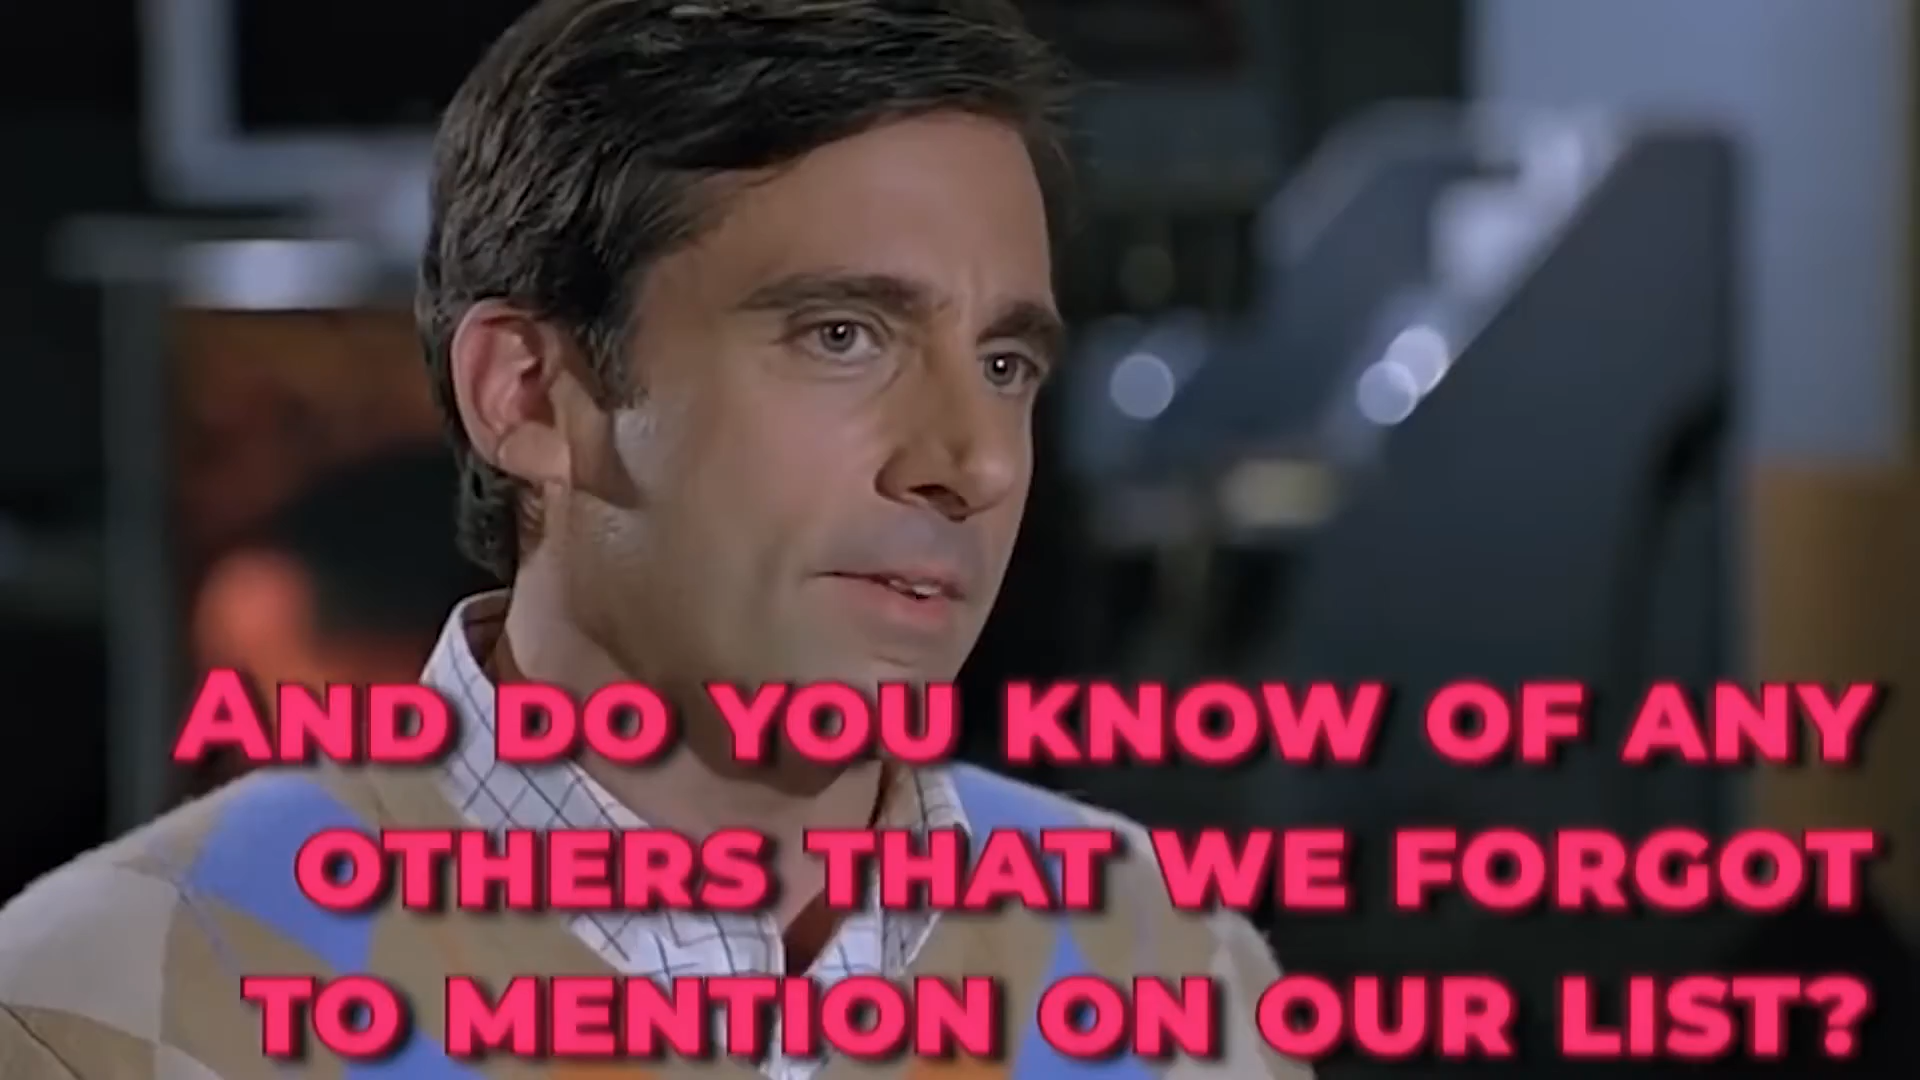 AND DO YOU KNOW OF ANY
OTHERS THAT WE FORGOT
TO MENTION ON OUR LIST?